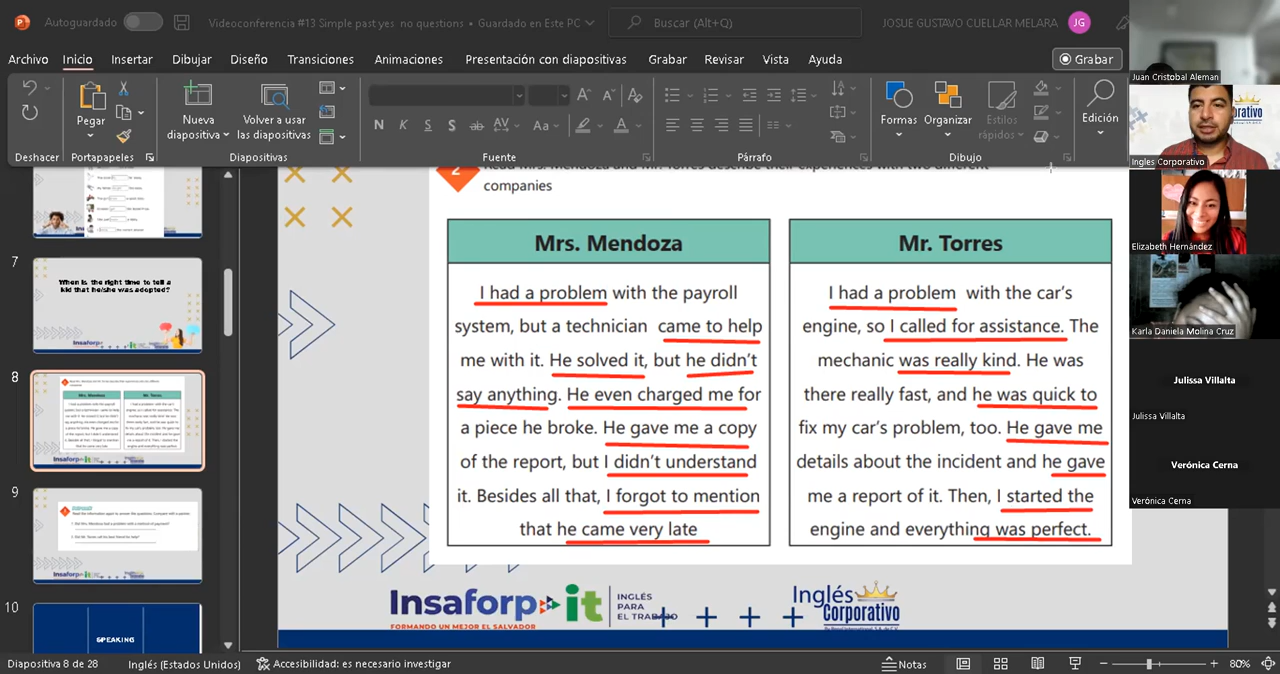 Autoguardado
Videoconferencia #13 Simple past yes no questions • Guardado en Este PC
Buscar (Alt+Q)
JOSUE GUSTAVO CUELLAR MELARA
JG
Archivo Inicio Insertar Dibujar Diseño Transiciones Animaciones Presentación con diapositivas Grabar Revisar Vista Ayuda
Grabar
Pegar
Nueva diapositiva
Volver a usar las diapositivas
N K S S ab AV Aa A
Formas
Organizar
Estilos rápidos
Edición
Deshacer Portapapeles Diapositivas Fuente Párrafo Dibujo
Juan Cristobal Aleman
Ingles Corporativo
Elizabeth Hernández
Karla Daniela Molina Cruz
Julissa Villalta
Julissa Villalta
Verónica Cerna
Verónica Cerna
7
When is the right time to tell a
kid that he/she was adopted?
8
9
10
SPEAKING
2
companies
Mrs. Mendoza
I had a problem with the payroll
system, but a technician came to help
me with it. He solved it, but he didn't
say anything. He even charged me for
a piece he broke. He gave me a copy
of the report, but I didn't understand
it. Besides all that, I forgot to mention
that he came very late
Mr. Torres
I had a problem with the car's
engine, so I called for assistance. The
mechanic was really kind. He was
there really fast, and he was quick to
fix my car's problem, too. He gave me
details about the incident and he gave
me a report of it. Then, I started the
engine and everything was perfect.
Insaforp it
FORMANDO UN MEJOR EL SALVADOR
INGLÉS
PARA
EL TRABAJO
Inglés
Corporativo
Diapositiva 8 de 28
Inglés (Estados Unidos)
Accesibilidad: es necesario investigar
Notas
80%